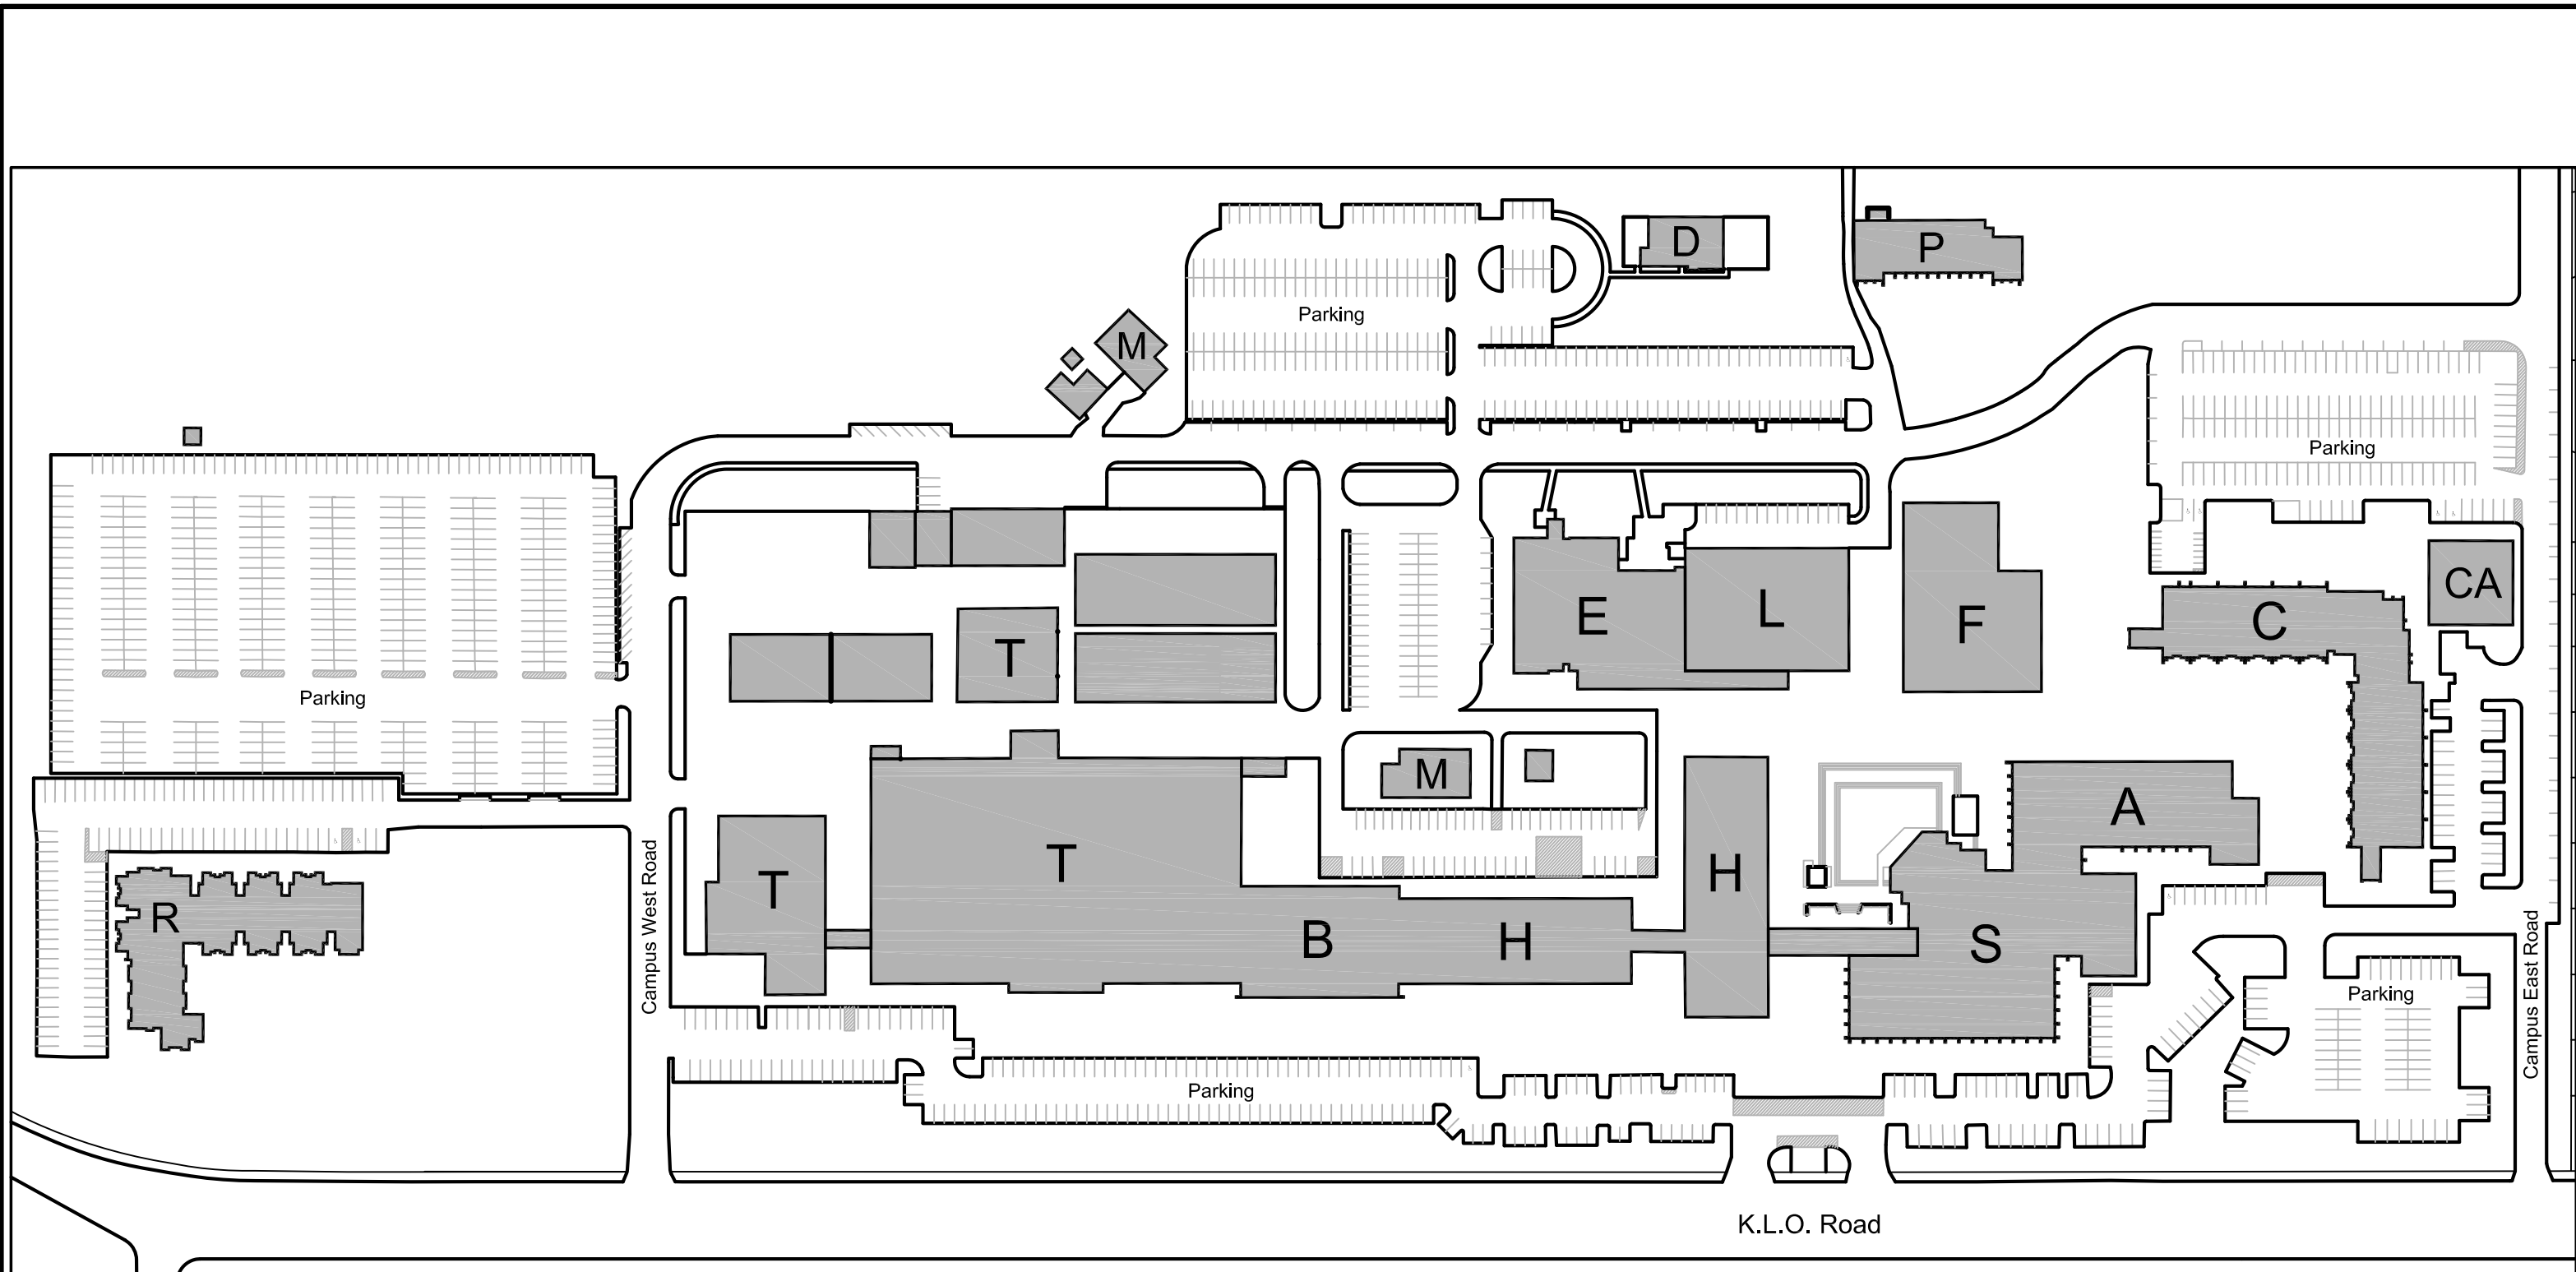 D
P
Parking
M
Parking
CA
E
L
F
C
T
Parking
M
A
T
H
T
R
Campus West Road
B
H
S
Campus East Road
Parking
Parking
K.L.O. Road